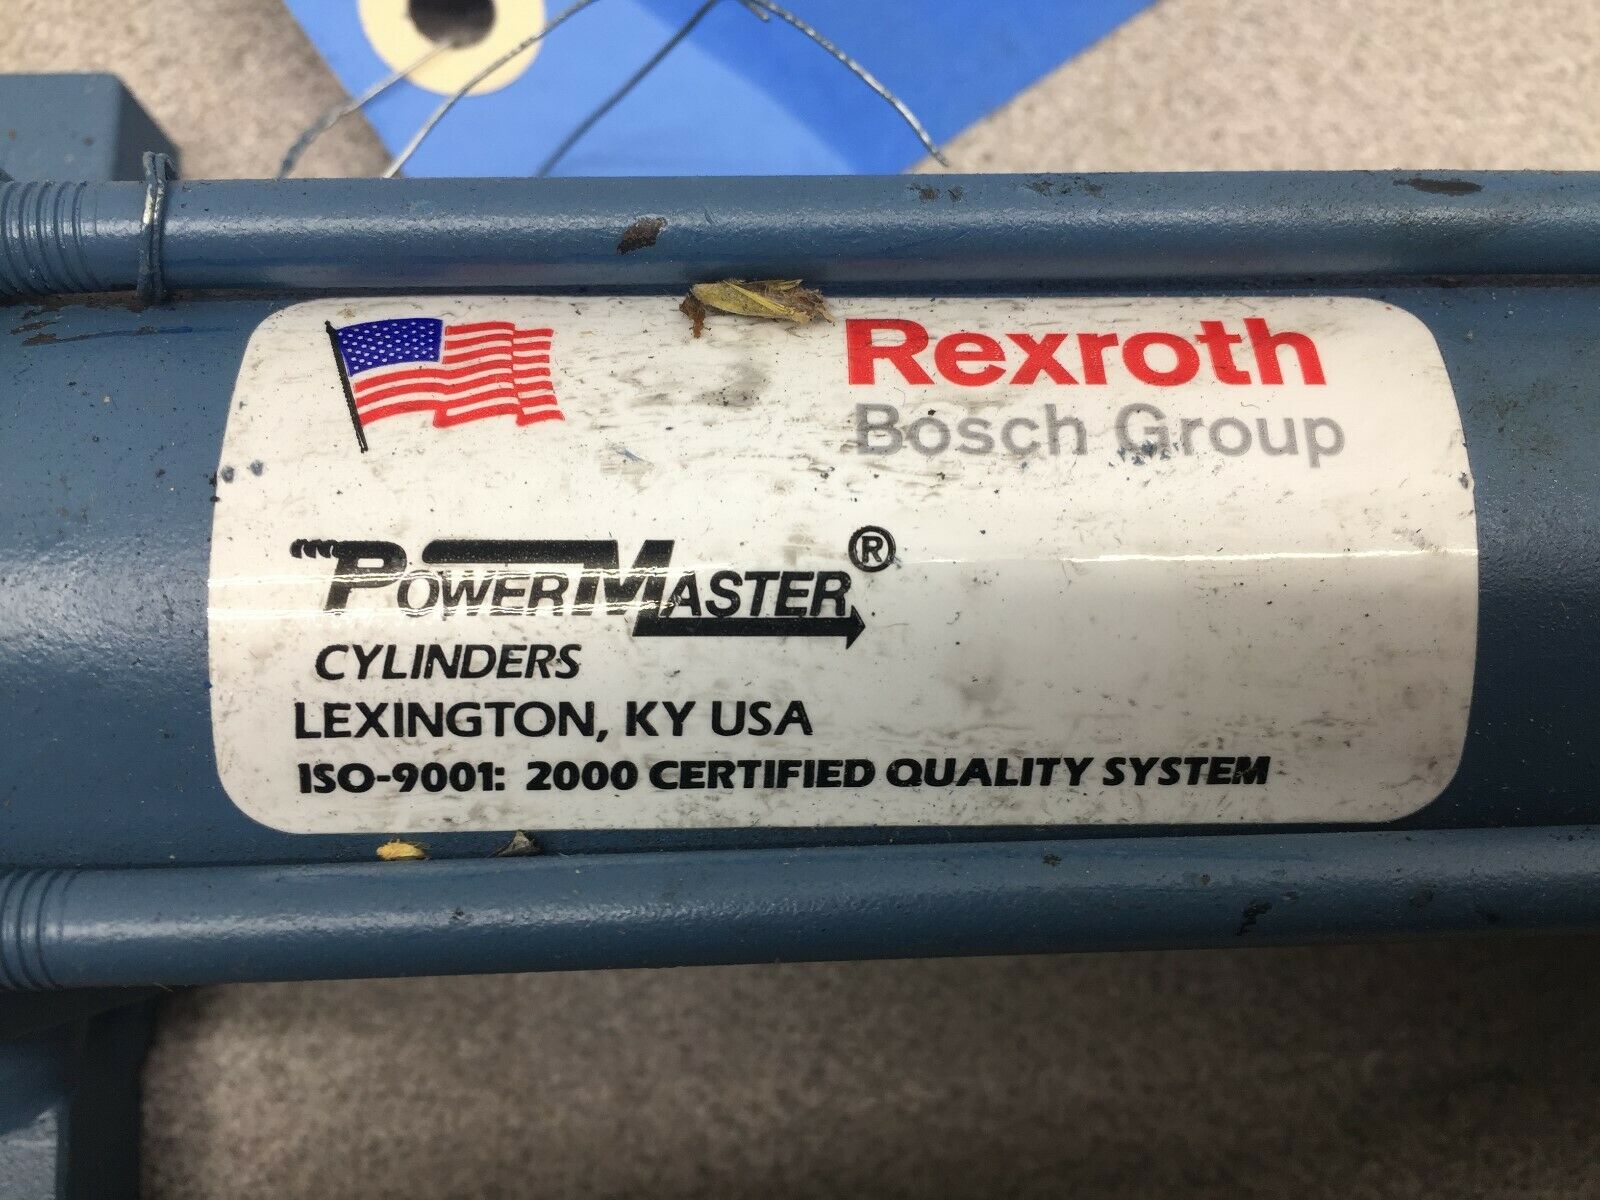 Rexroth
Bosch Group
POWERMASTER®
CYLINDERS
LEXINGTON, KY USA
ISO-9001: 2000 CERTIFIED QUALITY SYSTEM